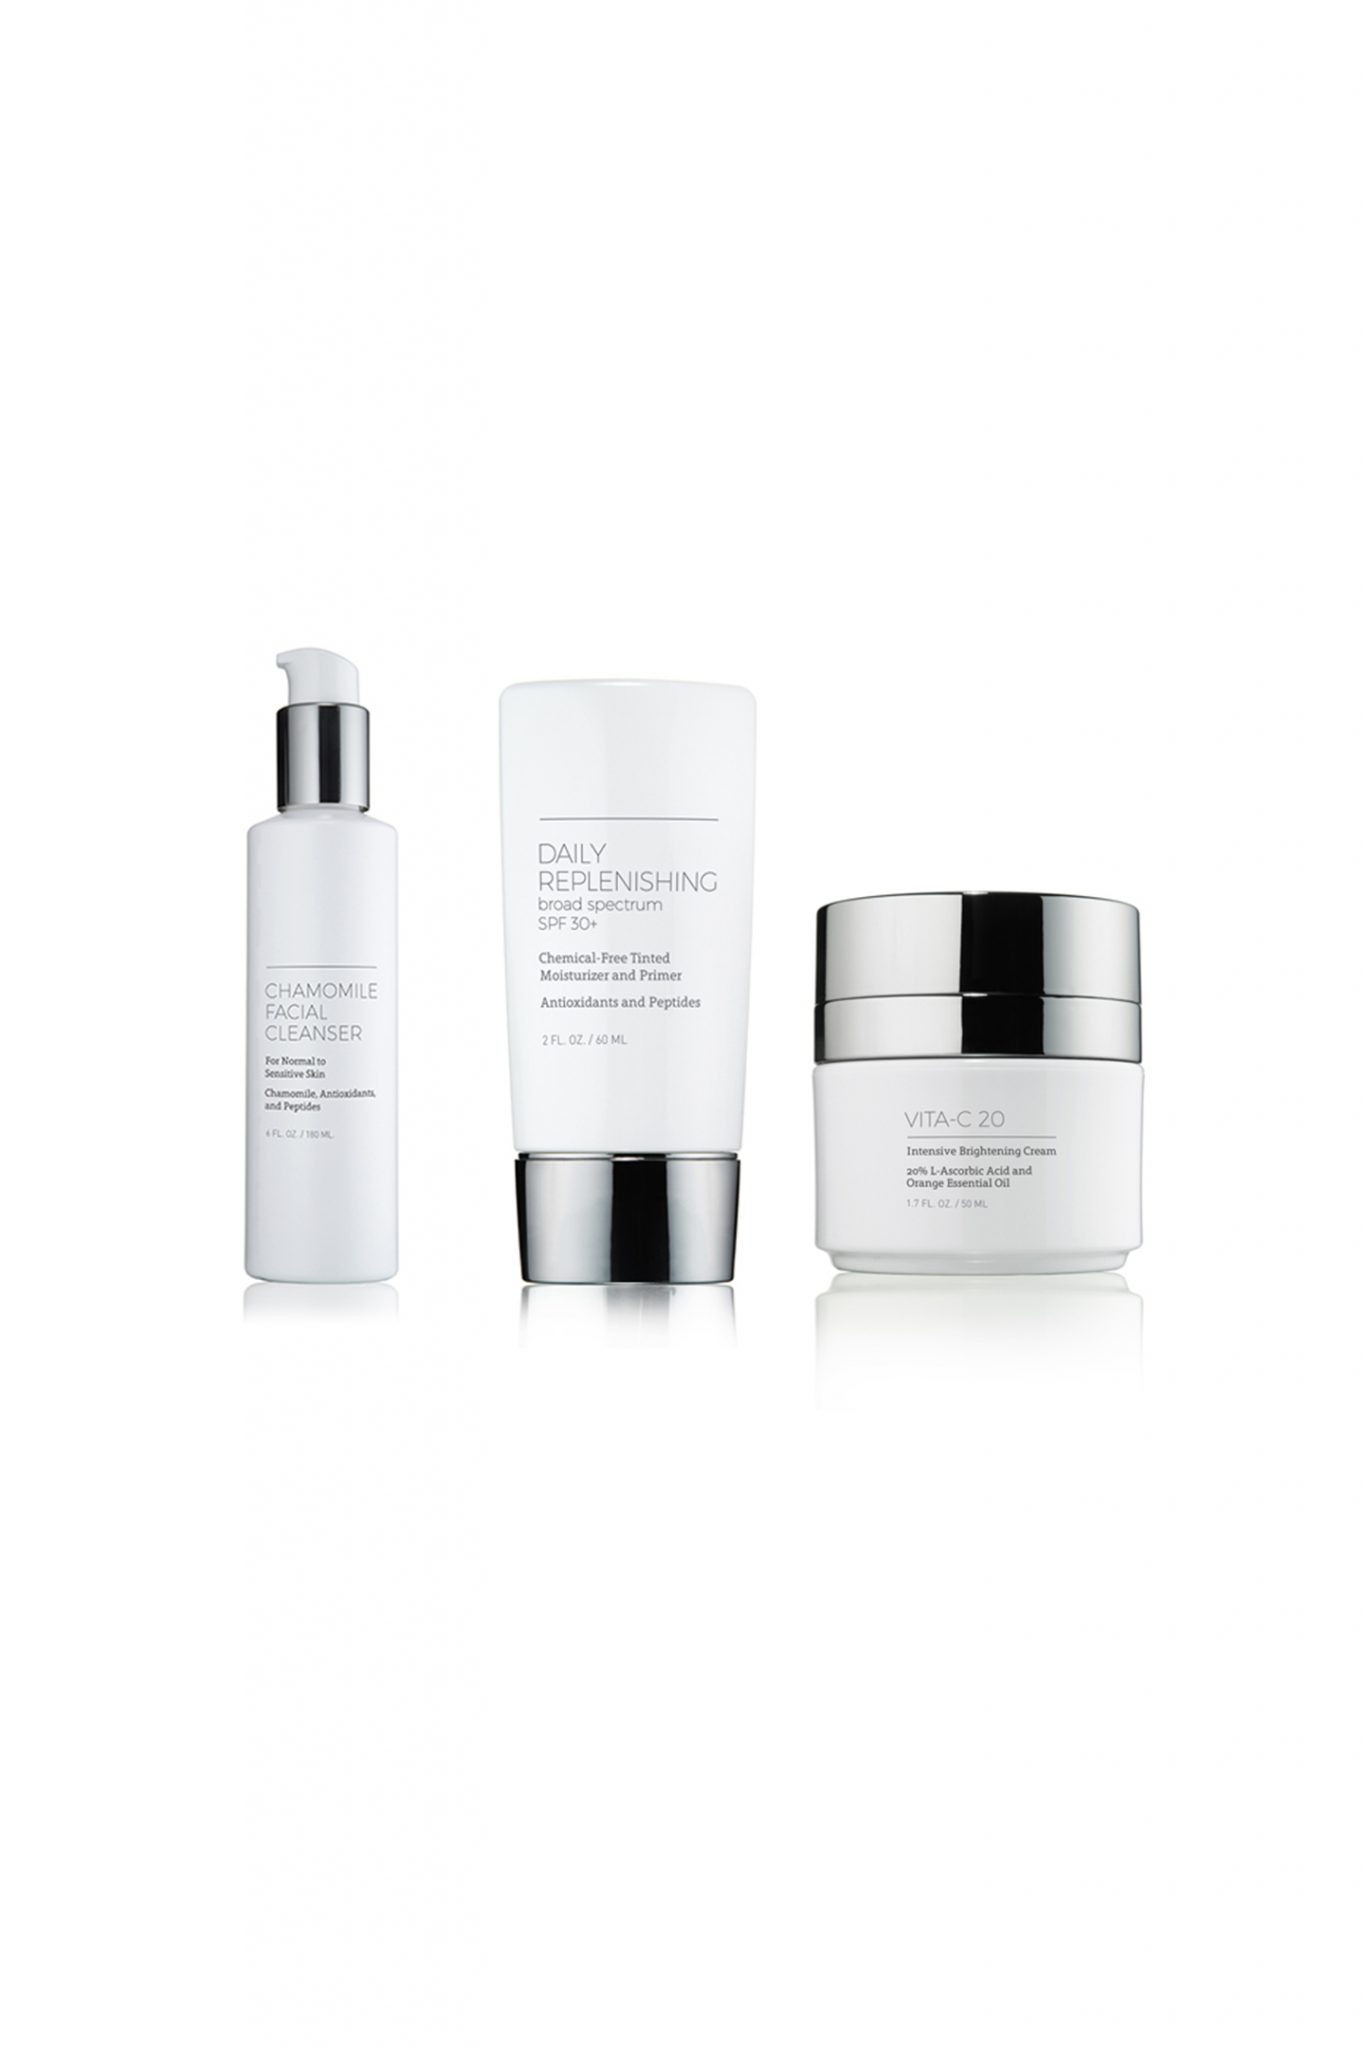 CHAMOMILE
FACIAL
CLEANSER
For Normal to
Sensitive Skin
Chamomile, Antioxidants,
and Peptides
6 FL. OZ. / 180 ML
DAILY
REPLENISHING
broad spectrum
SPF 30+
Chemical-Free Tinted
Moisturizer and Primer
Antioxidants and Peptides
2 FL. OZ. / 60 ML
VITA-C 20
Intensive Brightening Cream
20% L-Ascorbic Acid and
Orange Essential Oil
1.7 FL. OZ. / 50 ML